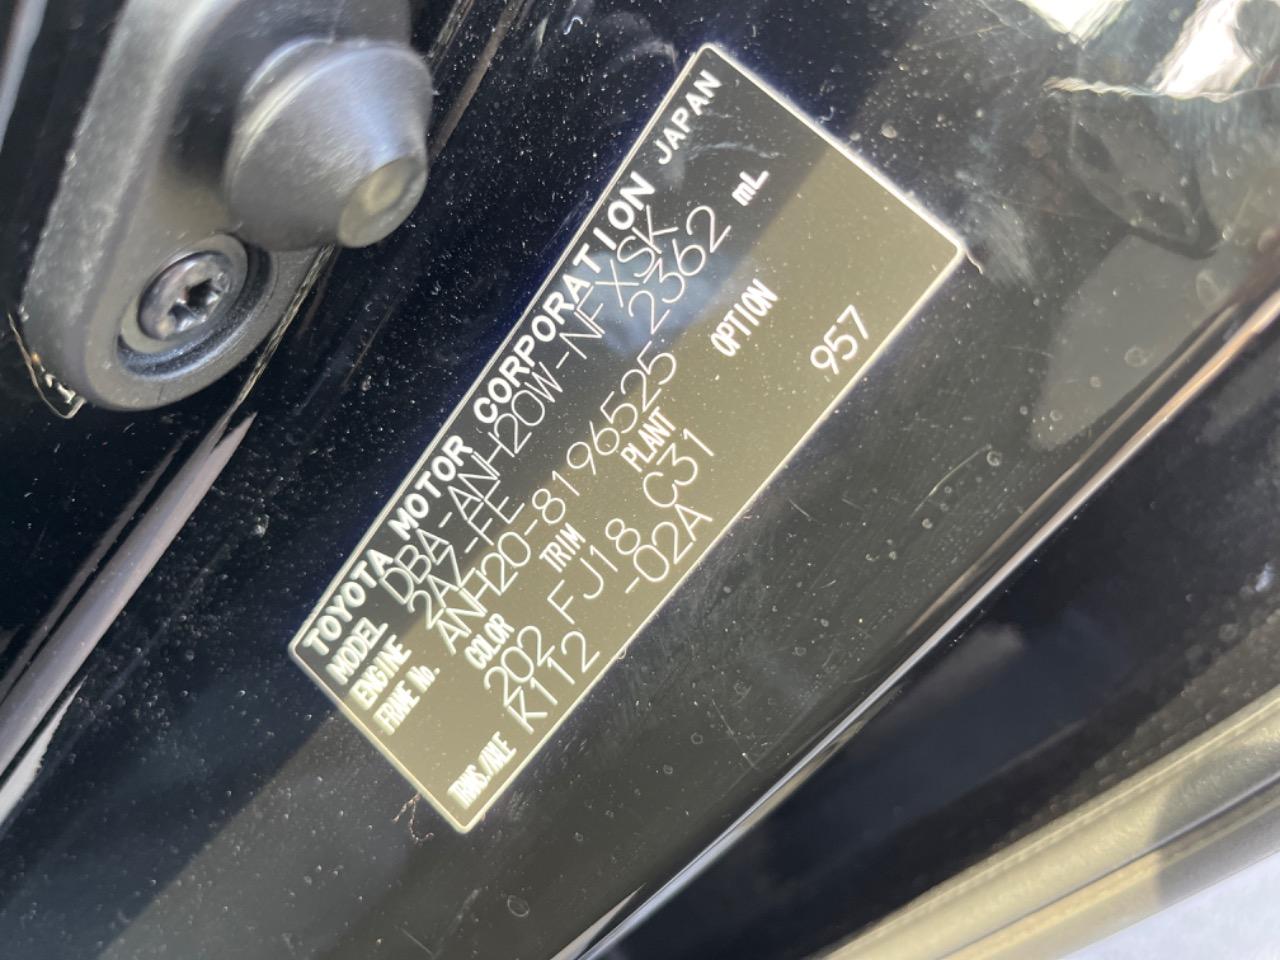 TOYOTA MOTOR CORPORATION JAPAN
MODEL DBA-ANH20W-NFXSK
ENGINE 2AZ-FE 2362 mL
FRAME No. ANH20-8196525
COLOR TRIM PLANT OPTION
202 FJ18 C31 957
TRANS./AXLE K112 -02A